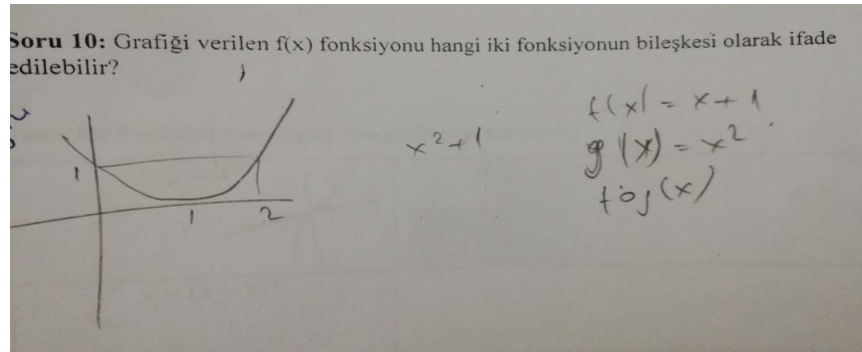 Soru 10: Grafiği verilen f(x) fonksiyonu hangi iki fonksiyonun bileşkesi olarak ifade
edilebilir?
f(x) = x+1
x²+1
g(x) = x²
fog(x)
1
1 2